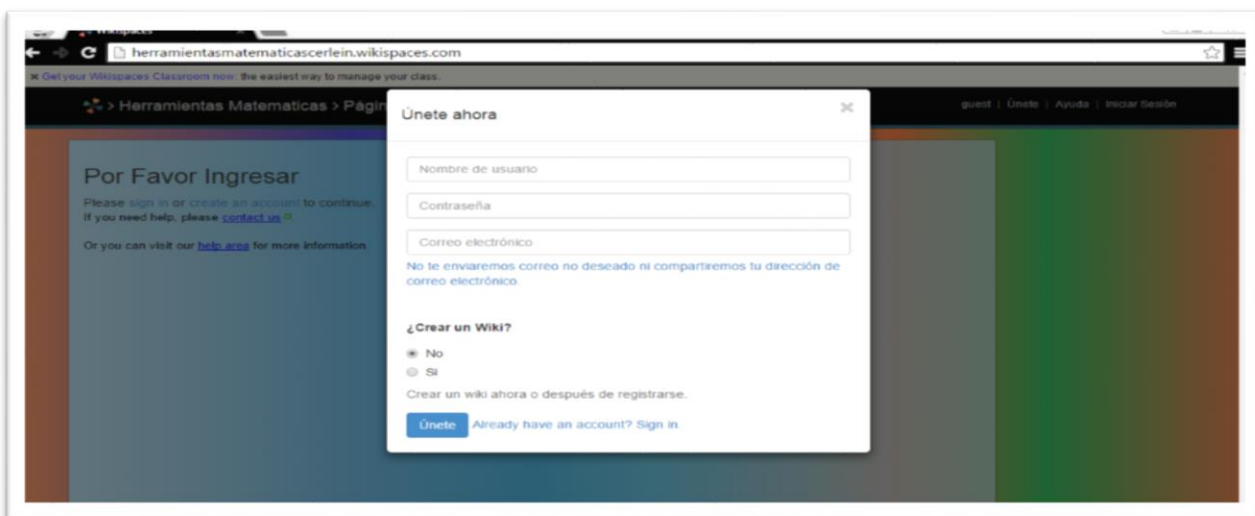 Wikispaces
herramientasmatematicascerlein.wikispaces.com
Get your Wikispaces Classroom now: the easiest way to manage your class.
> Herramientas Matematicas > Págin
guest | Únete | Ayuda | Iniciar Sesión
Únete ahora
Por Favor Ingresar
Please sign in or create an account to continue.
If you need help, please contact us
Or you can visit our help area for more information
Nombre de usuario
Contraseña
Correo electrónico
No te enviaremos correo no deseado ni compartiremos tu dirección de
correo electrónico.
¿Crear un Wiki?
No
Si
Crear un wiki ahora o después de registrarse.
Únete Already have an account? Sign in.